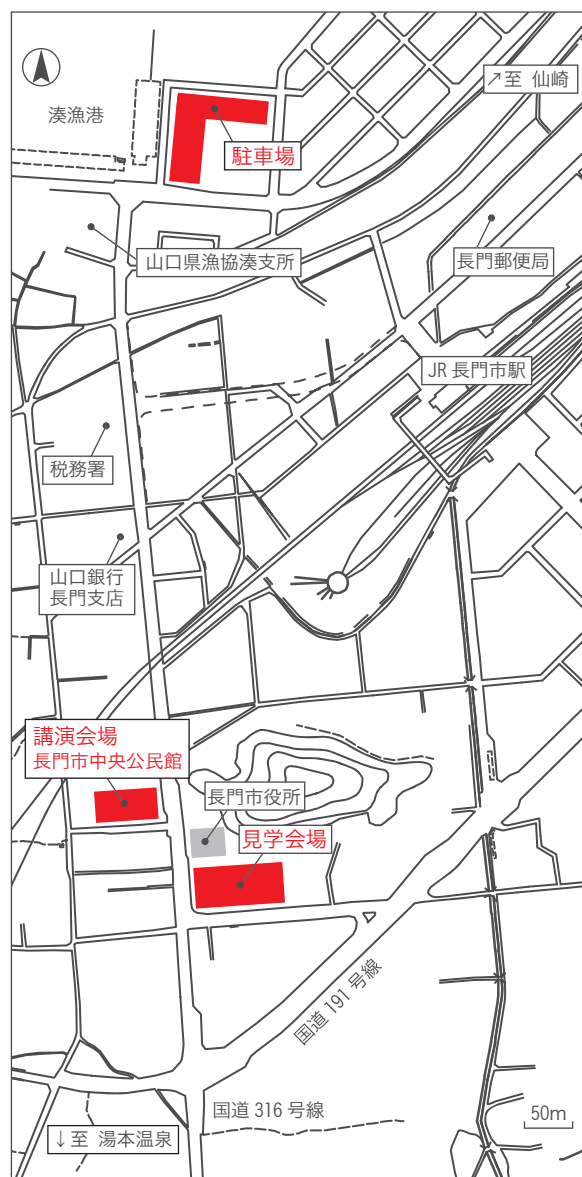 ↗至 仙崎
湊漁港
駐車場
山口県漁協湊支所
長門郵便局
JR 長門市駅
税務署
山口銀行
長門支店
講演会場
長門市中央公民館
長門市役所
見学会場
国道 191 号線
国道 316 号線
50m
↓至 湯本温泉